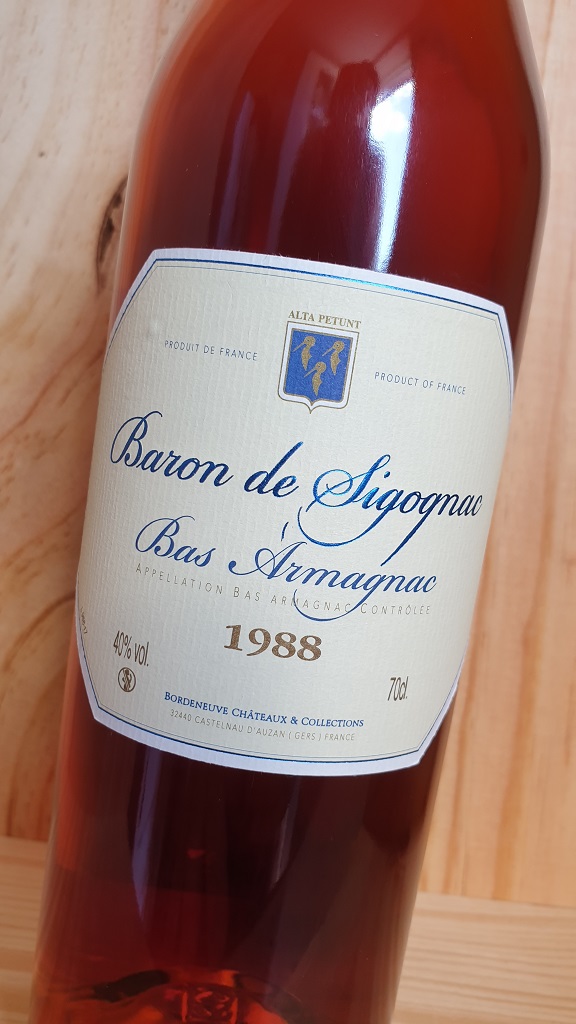 ALTA PETUNT
PRODUIT DE FRANCE
PRODUCT OF FRANCE
Baron de Sigognac
Bas Armagnac
APPELLATION BAS ARMAGNAC CONTRÔLÉE
1988
40% vol.
70cl.
BORDENEUVE CHÂTEAUX & COLLECTIONS
32440 CASTELNAU D'AUZAN ( GERS ) FRANCE